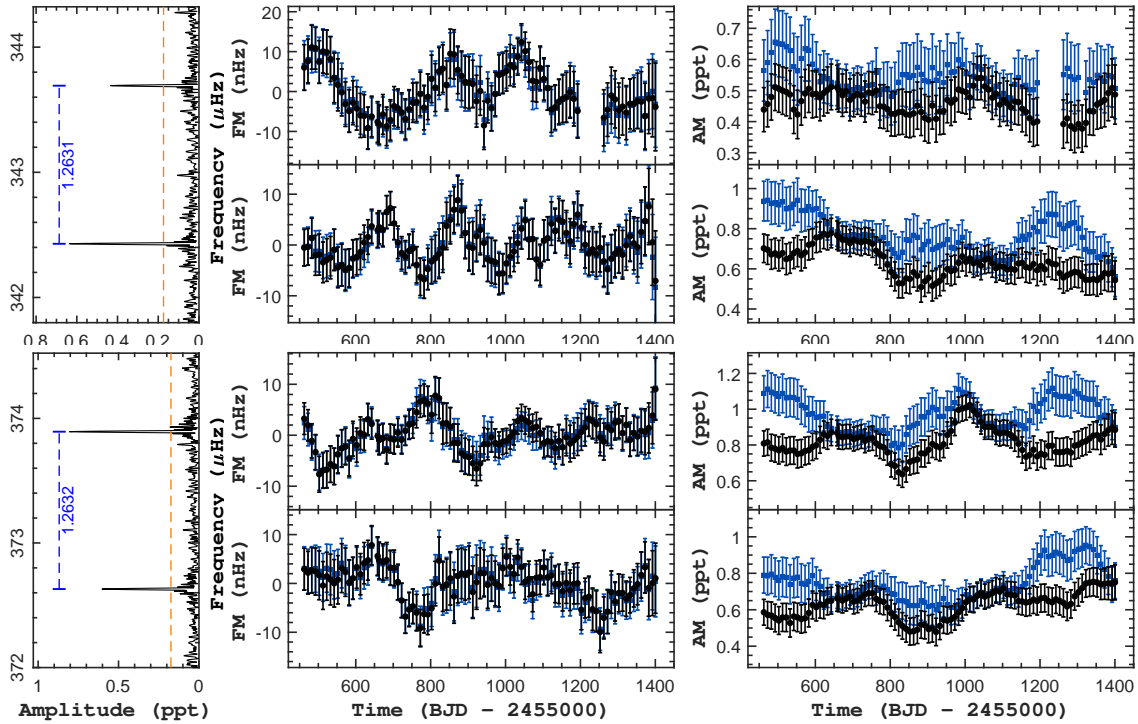 344
343
342
1.2631
0.8 0.6 0.4 0.2 0
Frequency (μHz)
20
10
0
-10
FM (nHz)
10
0
-10
FM (nHz)
0.7
0.6
0.5
0.4
0.3
AM (ppt)
1
0.8
0.6
0.4
AM (ppt)
600 800 1000 1200 1400
600 800 1000 1200 1400
374
373
372
1.2632
1 0.5 0
Amplitude (ppt)
Frequency (μHz)
10
0
-10
FM (nHz)
10
0
-10
FM (nHz)
600 800 1000 1200 1400
Time (BJD - 2455000)
1.2
1
0.8
0.6
AM (ppt)
1
0.8
0.6
0.4
AM (ppt)
600 800 1000 1200 1400
Time (BJD - 2455000)